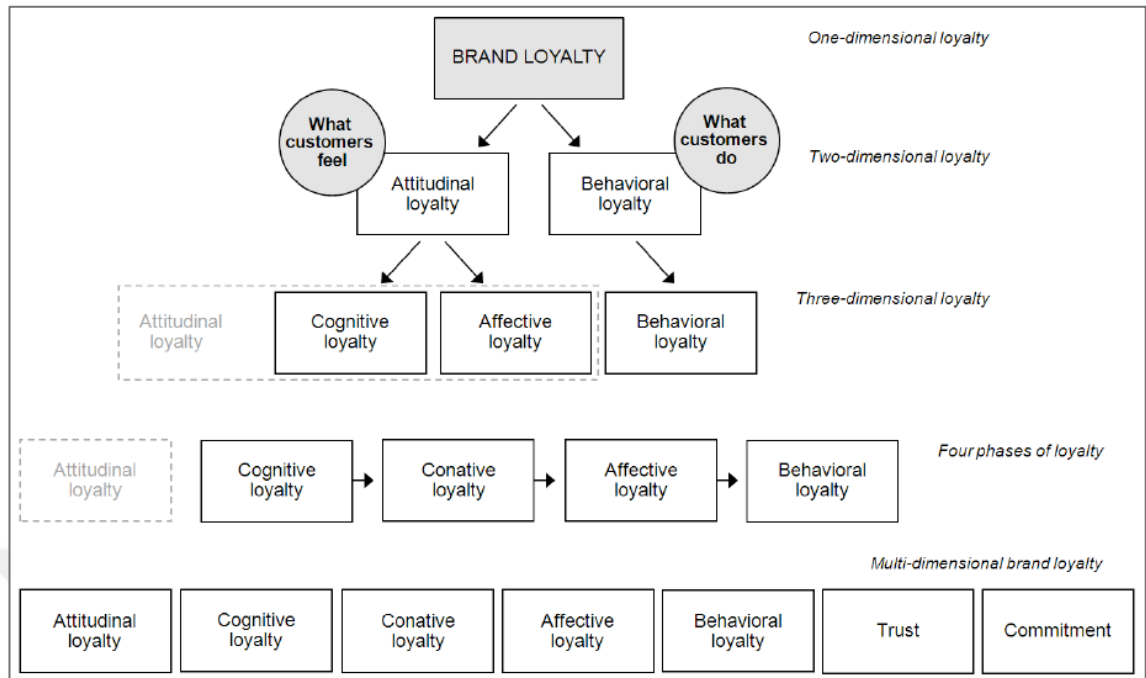 BRAND LOYALTY
One-dimensional loyalty
What
customers
feel
What
customers
do
Attitudinal
loyalty
Behavioral
loyalty
Two-dimensional loyalty
Attitudinal
loyalty
Cognitive
loyalty
Affective
loyalty
Behavioral
loyalty
Three-dimensional loyalty
Attitudinal
loyalty
Cognitive
loyalty
Conative
loyalty
Affective
loyalty
Behavioral
loyalty
Four phases of loyalty
Multi-dimensional brand loyalty
Attitudinal
loyalty
Cognitive
loyalty
Conative
loyalty
Affective
loyalty
Behavioral
loyalty
Trust
Commitment